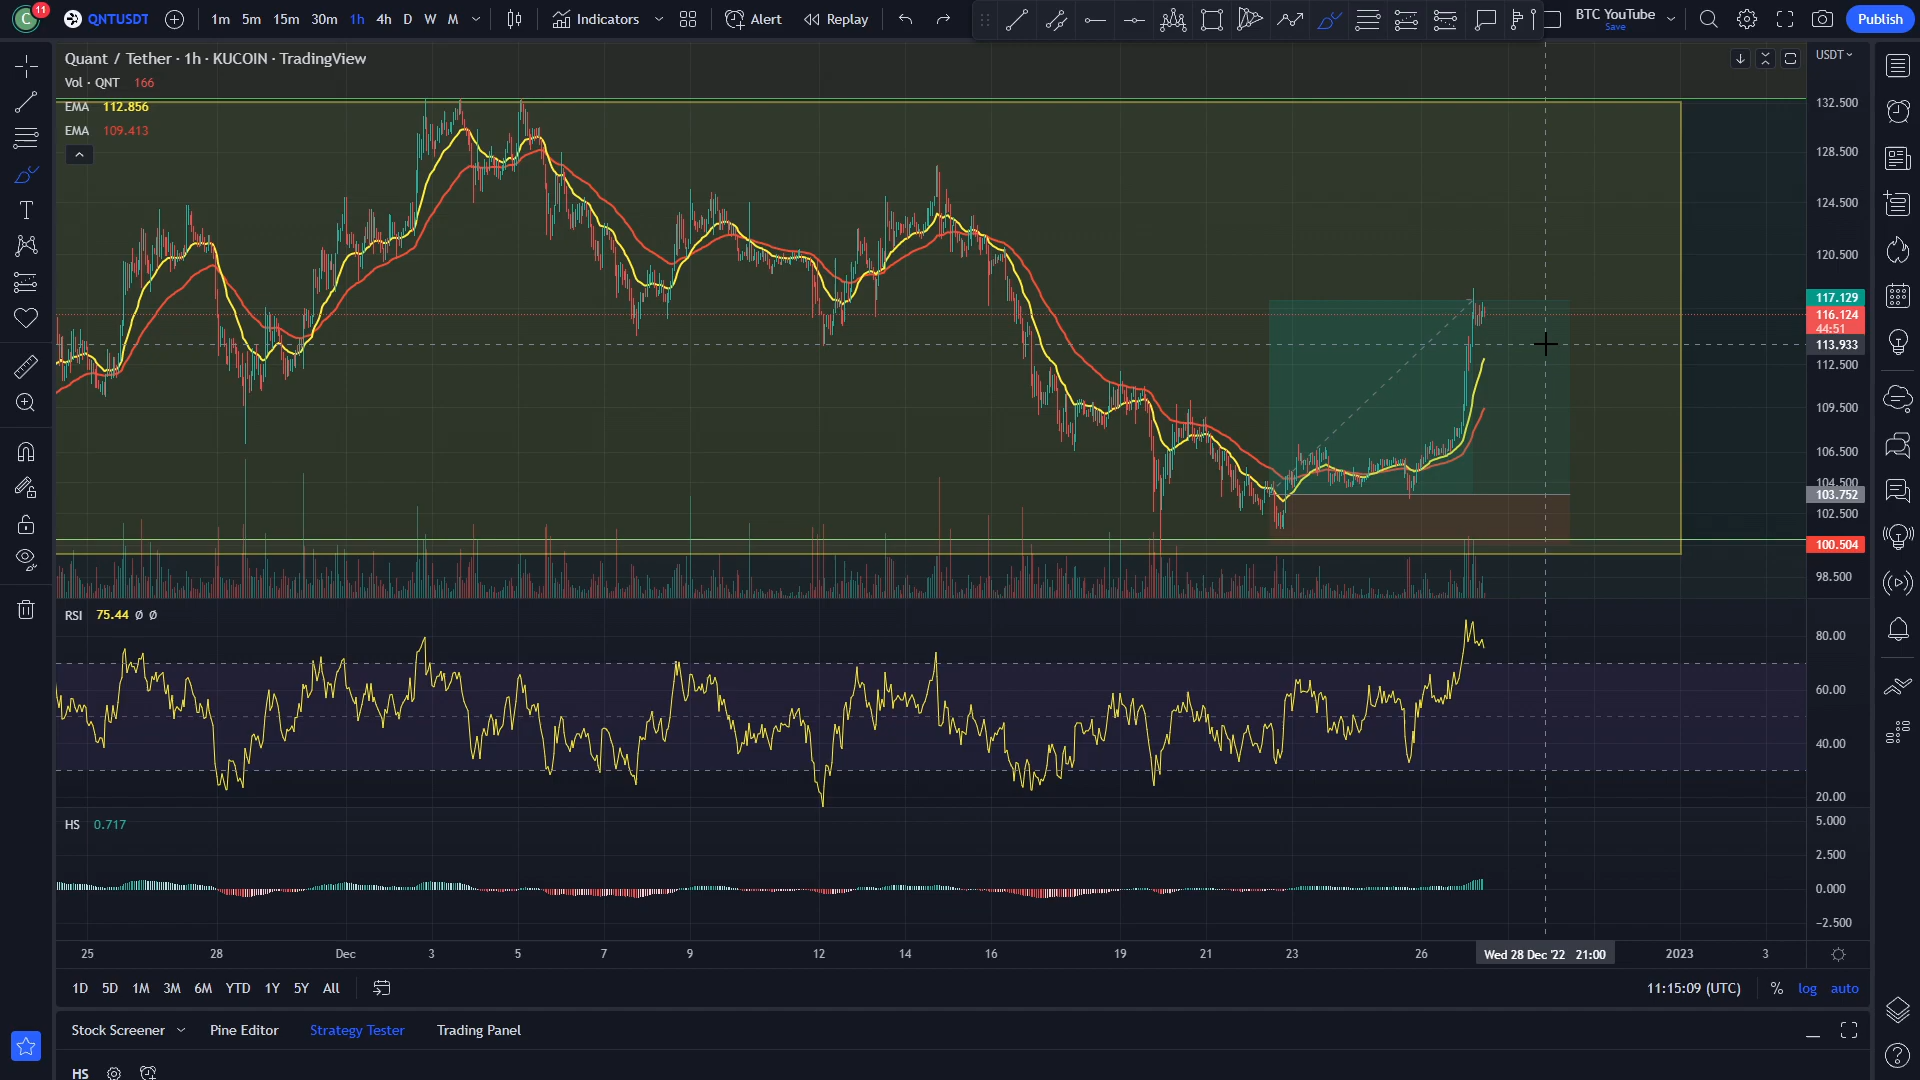 C 11 QNTUSDT 1m 5m 15m 30m 1h 4h D W M Indicators Alert Replay BTC YouTube Save Publish
Quant / Tether · 1h · KUCOIN · TradingView
USDT
Vol · QNT 166
EMA 112.856
EMA 109.413
132.500
128.500
124.500
120.500
117.129
116.124
44:51
113.933
112.500
109.500
106.500
104.500
103.752
102.500
100.504
98.500
RSI 75.44 Ø Ø
80.00
60.00
40.00
20.00
HS 0.717
5.000
2.500
0.000
−2.500
25 28 Dec 3 5 7 9 12 14 16 19 21 23 26 Wed 28 Dec '22 21:00 2023 3
1D 5D 1M 3M 6M YTD 1Y 5Y All 11:15:09 (UTC) % log auto
Stock Screener Pine Editor Strategy Tester Trading Panel
HS